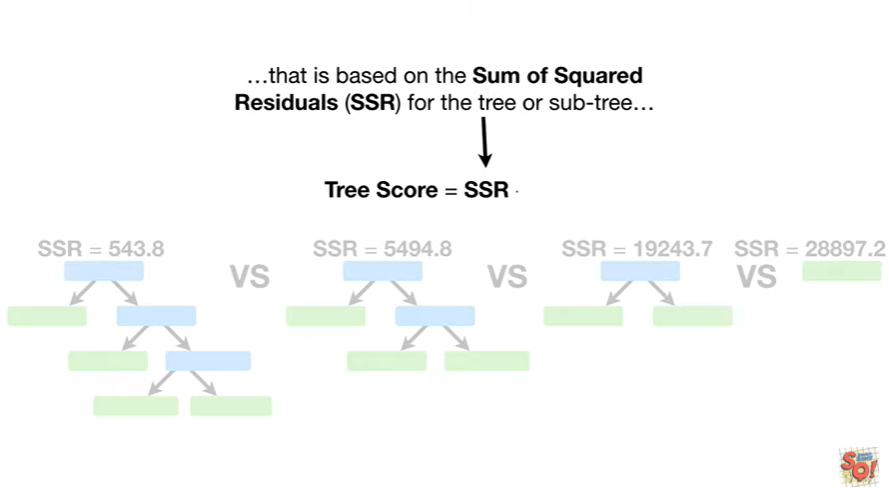 …that is based on the Sum of Squared
Residuals (SSR) for the tree or sub-tree…
Tree Score = SSR
SSR = 543.8
VS
SSR = 5494.8
VS
SSR = 19243.7
VS
SSR = 28897.2
SQ!